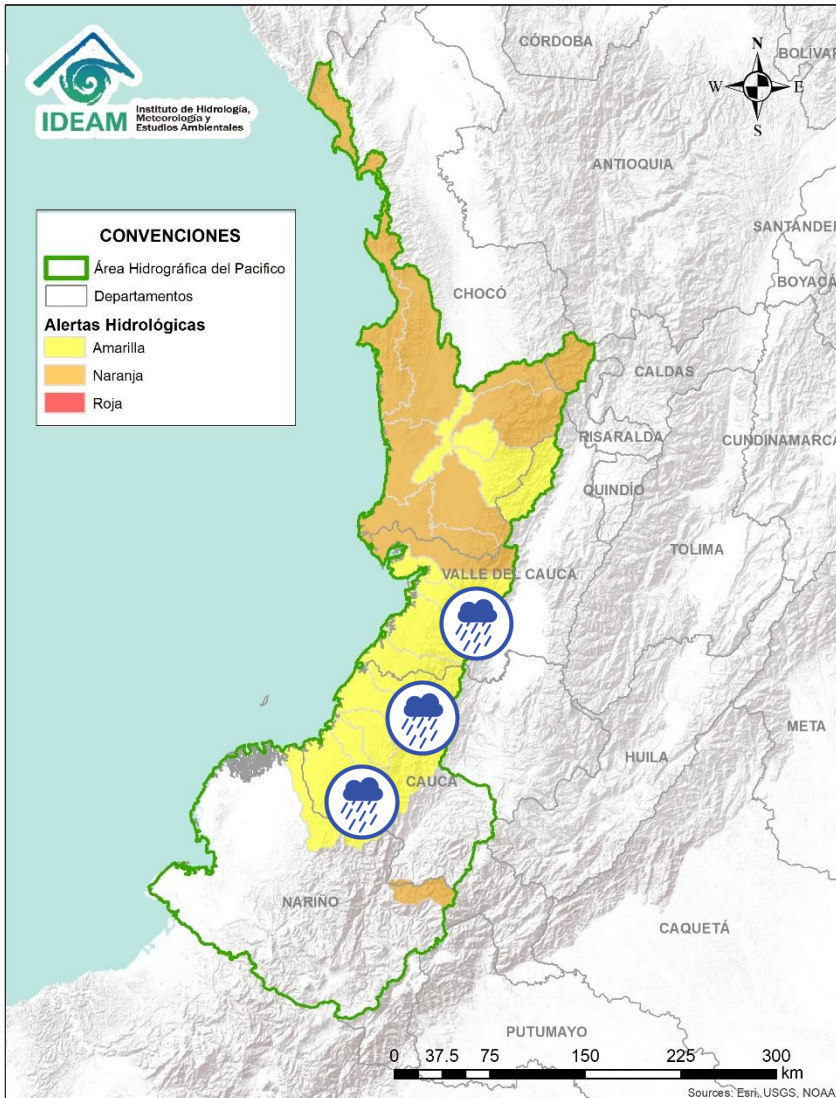 IDEAM
Instituto de Hidrología,
Meteorología y
Estudios Ambientales
CÓRDOBA
BOLÍVAR
N
W E
S
ANTIOQUIA
SANTANDER
BOYACÁ
CONVENCIONES
Área Hidrográfica del Pacifico
Departamentos
Alertas Hidrológicas
Amarilla
Naranja
Roja
CHOCÓ
CALDAS
RISARALDA
CUNDINAMARCA
QUINDÍO
TOLIMA
VALLE DEL CAUCA
META
HUILA
CAUCA
NARIÑO
CAQUETÁ
PUTUMAYO
0 37.5 75 150 225 300
km
Sources: Esri, USGS, NOAA